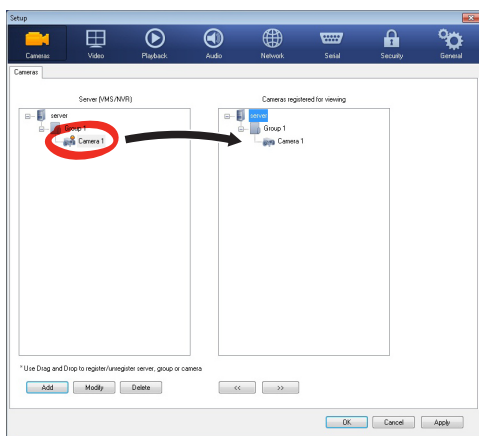 Setup
Cameras Video Playback Audio Network Serial Security General
Cameras
Server (VMS/NVR) Cameras registered for viewing
server server
Group 1 Group 1
Camera 1 Camera 1
* Use Drag and Drop to register/unregister server, group or camera
Add Modify Delete << >>
OK Cancel Apply